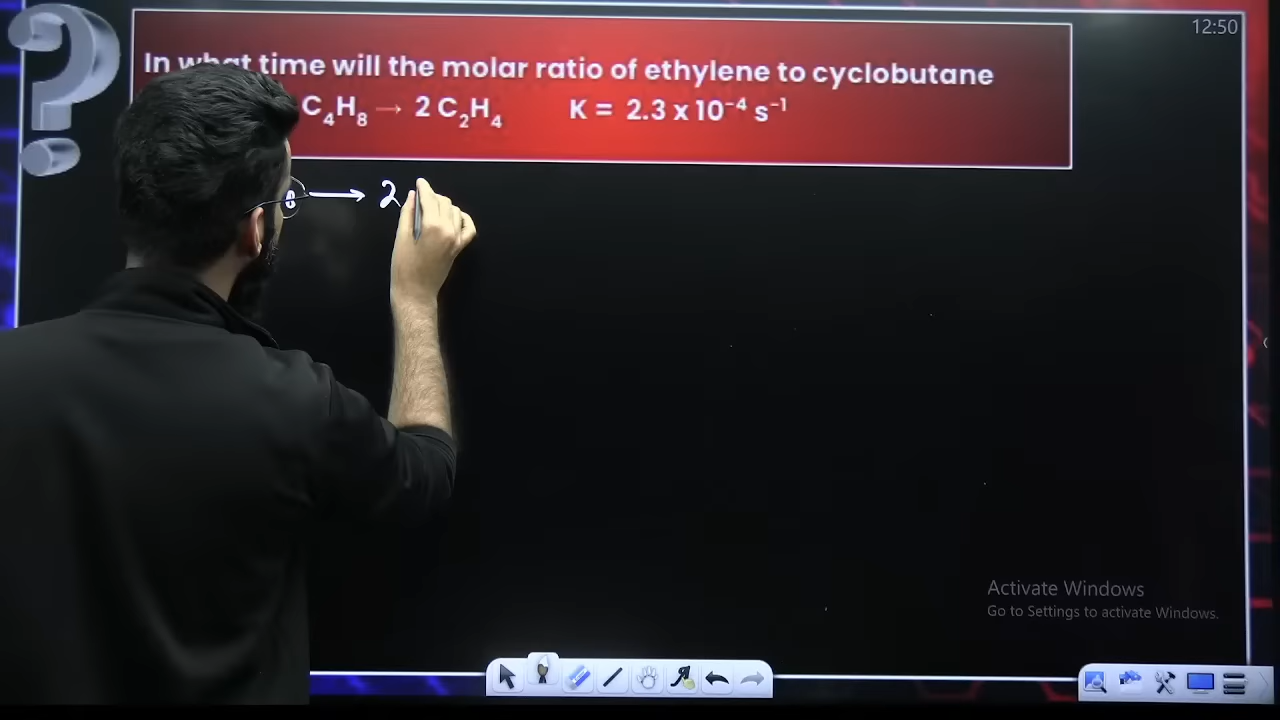 12:50
In what time will the molar ratio of ethylene to cyclobutane
C₄H₈ → 2 C₂H₄ K = 2.3 x 10⁻⁴ s⁻¹
→ 2
Activate Windows
Go to Settings to activate Windows.